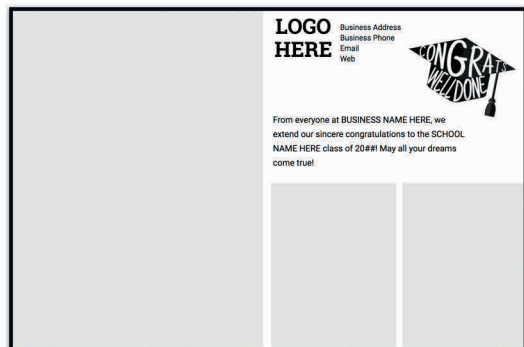 LOGO
HERE
Business Address
Business Phone
Email
Web
CONGRATS
WELL DONE!
From everyone at BUSINESS NAME HERE, we
extend our sincere congratulations to the SCHOOL
NAME HERE class of 20##! May all your dreams
come true!